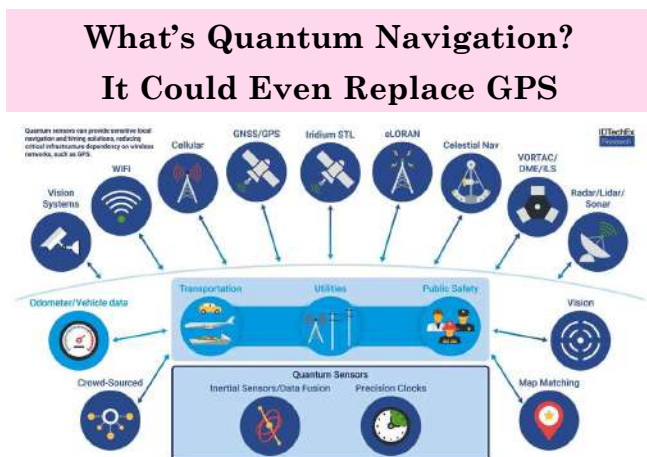 What's Quantum Navigation?
It Could Even Replace GPS
Quantum sensors can provide sensitive local
navigation and timing solutions, reducing
critical infrastructure dependency on wireless
networks, such as GPS.
IDTechEx
Research
Vision
Systems
WiFi
Cellular
GNSS/GPS
Iridium STL
eLORAN
Celestial Nav
VORTAC/
DME/ILS
Radar/Lidar/
Sonar
Transportation
Utilities
Public Safety
Odometer/Vehicle data
Vision
Crowd-Sourced
Map Matching
Quantum Sensors
Inertial Sensors/Data Fusion
Precision Clocks